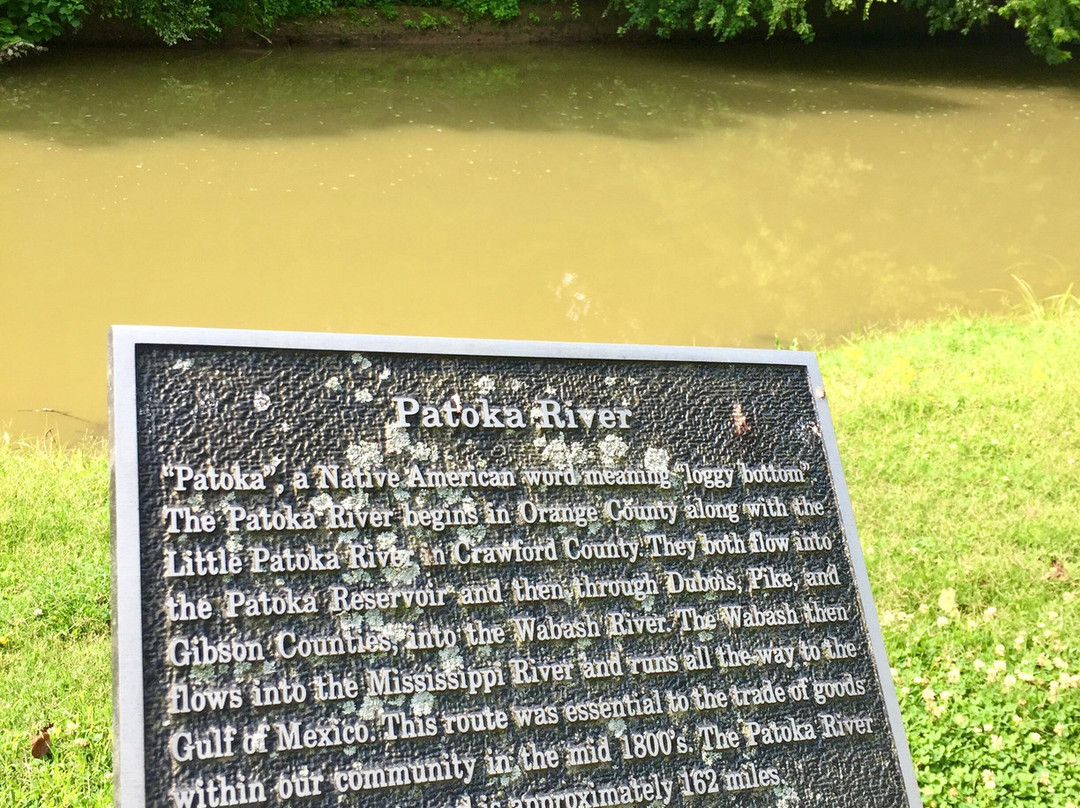 Patoka River
"Patoka", a Native American word meaning "loggy bottom"
The Patoka River begins in Orange County along with the
Little Patoka River in Crawford County. They both flow into
the Patoka Reservoir and then through Dubois, Pike, and
Gibson Counties, into the Wabash River. The Wabash then
flows into the Mississippi River and runs all the way to the
Gulf of Mexico. This route was essential to the trade of goods
within our community in the mid 1800's. The Patoka River
is approximately 162 miles.